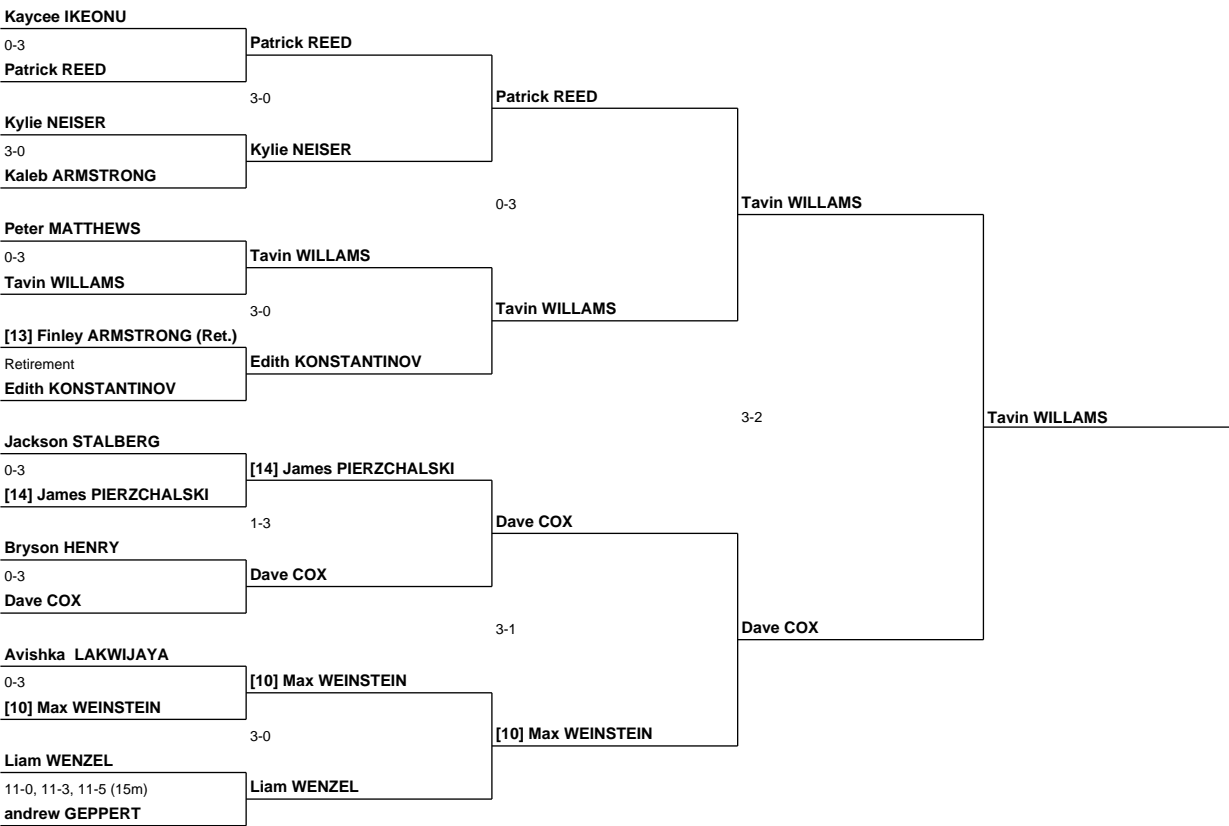 Kaycee IKEONU
0-3
Patrick REED
Kylie NEISER
3-0
Kaleb ARMSTRONG
Peter MATTHEWS
0-3
Tavin WILLAMS
[13] Finley ARMSTRONG (Ret.)
Retirement
Edith KONSTANTINOV
Jackson STALBERG
0-3
[14] James PIERZCHALSKI
Bryson HENRY
0-3
Dave COX
Avishka  LAKWIJAYA
0-3
[10] Max WEINSTEIN
Liam WENZEL
11-0, 11-3, 11-5 (15m)
andrew GEPPERT
Patrick REED
3-0
Kylie NEISER
Tavin WILLAMS
3-0
Edith KONSTANTINOV
[14] James PIERZCHALSKI
1-3
Dave COX
[10] Max WEINSTEIN
3-0
Liam WENZEL
Patrick REED
0-3
Tavin WILLAMS
Dave COX
3-1
[10] Max WEINSTEIN
Tavin WILLAMS
3-2
Dave COX
Tavin WILLAMS